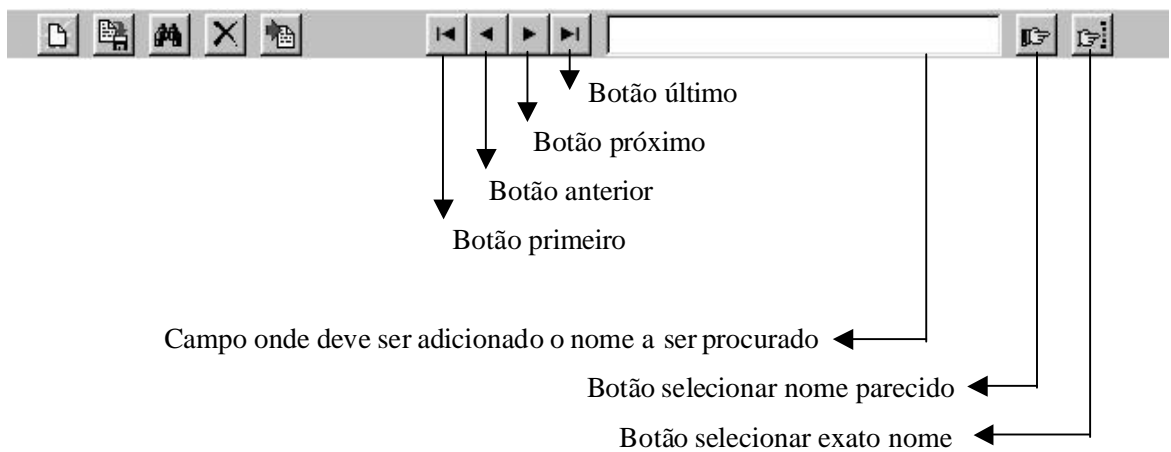 Botão último
Botão próximo
Botão anterior
Botão primeiro
Campo onde deve ser adicionado o nome a ser procurado
Botão selecionar nome parecido
Botão selecionar exato nome